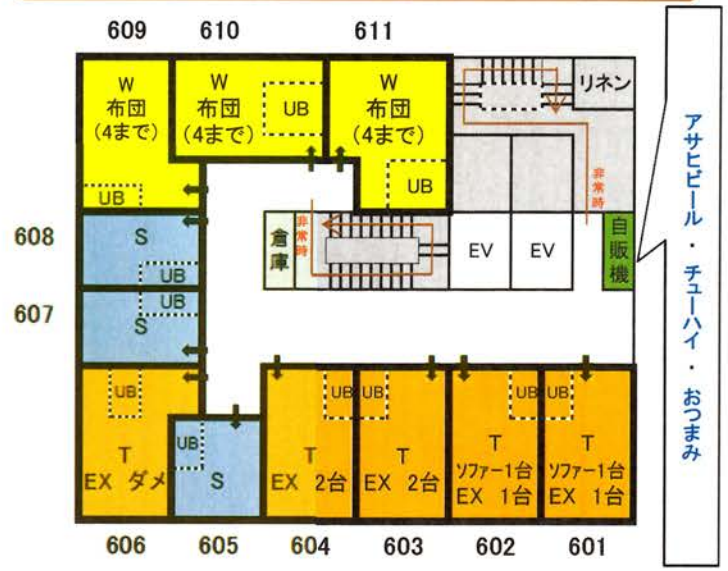 609
610
611
W
布団
(4まで)
UB
W
布団
(4まで)
UB
W
布団
(4まで)
UB
リネン
非常時
608
S
UB
607
S
UB
倉庫
非常時
EV
EV
自販機
アサヒビール ・ チューハイ ・ おつまみ
UB
T
EX ダメ
UB
S
UB
T
EX 2台
UB
T
EX 2台
UB
T
ソファー1台
EX 1台
UB
T
ソファー1台
EX 1台
606
605
604
603
602
601